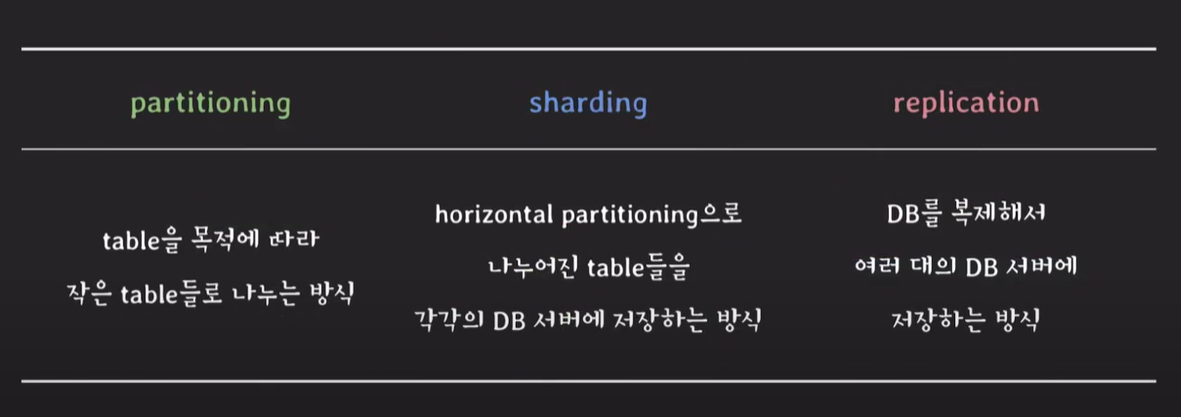 partitioning
sharding
replication
table을 목적에 따라
작은 table들로 나누는 방식
horizontal partitioning으로
나누어진 table들을
각각의 DB 서버에 저장하는 방식
DB를 복제해서
여러 대의 DB 서버에
저장하는 방식